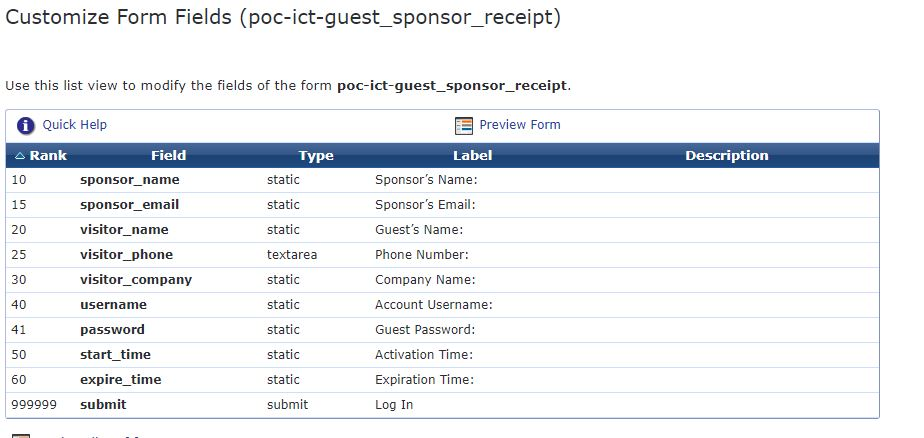 Customize Form Fields (poc-ict-guest_sponsor_receipt)
Use this list view to modify the fields of the form poc-ict-guest_sponsor_receipt.
Quick Help Preview Form
Rank Field Type Label Description
10 sponsor_name static Sponsor’s Name:
15 sponsor_email static Sponsor’s Email:
20 visitor_name static Guest’s Name:
25 visitor_phone textarea Phone Number:
30 visitor_company static Company Name:
40 username static Account Username:
41 password static Guest Password:
50 start_time static Activation Time:
60 expire_time static Expiration Time:
999999 submit submit Log In